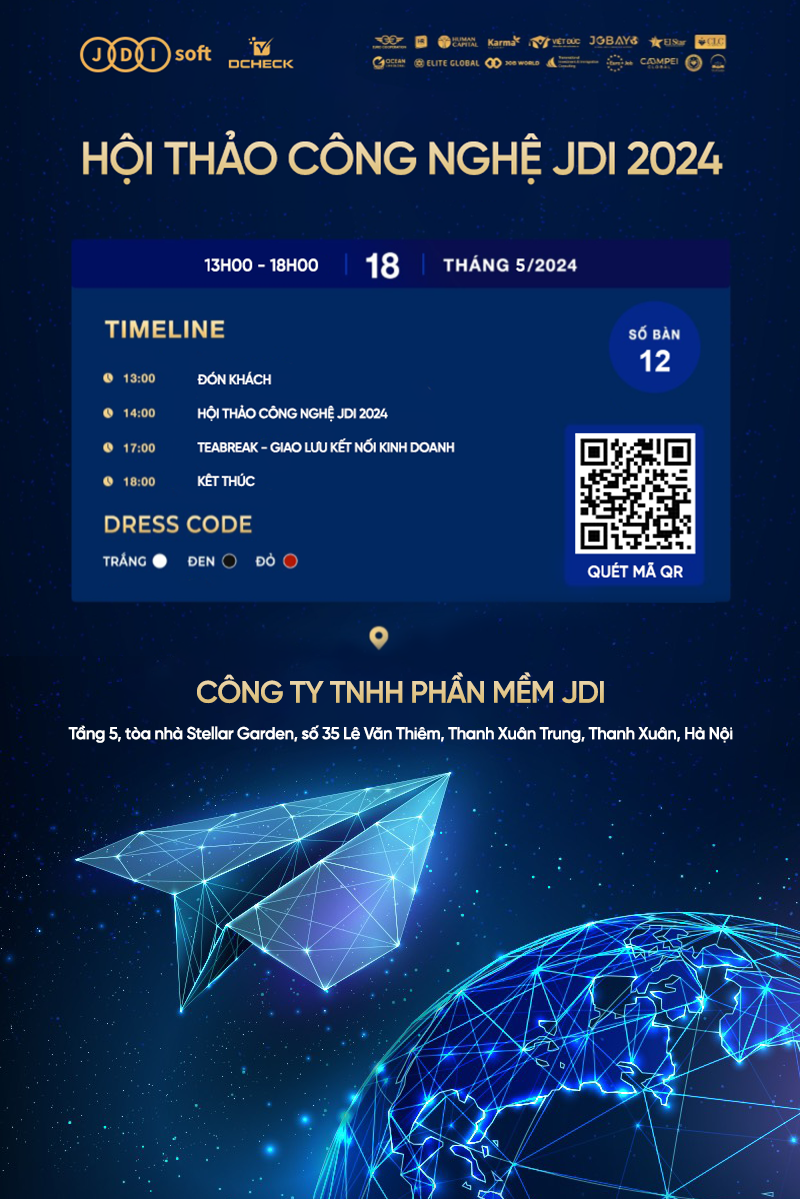 JDI soft
DCHECK
HUMAN CAPITAL
Karma
VIỆT ĐỨC
JOBAY
ElStar
CLC
OCEAN
ELITE GLOBAL
JOB WORLD
CAMPEI
GLOBAL
HỘI THẢO CÔNG NGHỆ JDI 2024
13H00 - 18H00 18 THÁNG 5/2024
TIMELINE
SỐ BÀN
12
13:00 ĐÓN KHÁCH
14:00 HỘI THẢO CÔNG NGHỆ JDI 2024
17:00 TEABREAK - GIAO LƯU KẾT NỐI KINH DOANH
18:00 KẾT THÚC
DRESS CODE
TRẮNG ĐEN ĐỎ
QUÉT MÃ QR
CÔNG TY TNHH PHẦN MỀM JDI
Tầng 5, tòa nhà Stellar Garden, số 35 Lê Văn Thiêm, Thanh Xuân Trung, Thanh Xuân, Hà Nội